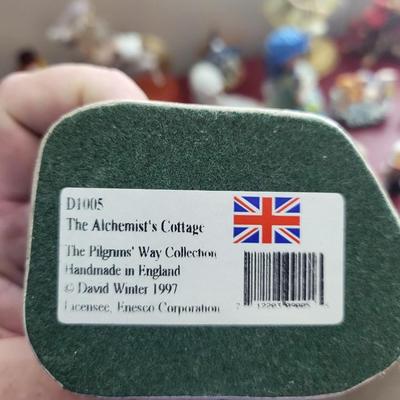 D1005
The Alchemist's Cottage
The Pilgrims' Way Collection
Handmade in England
© David Winter 1997
Licensee, Enesco Corporation